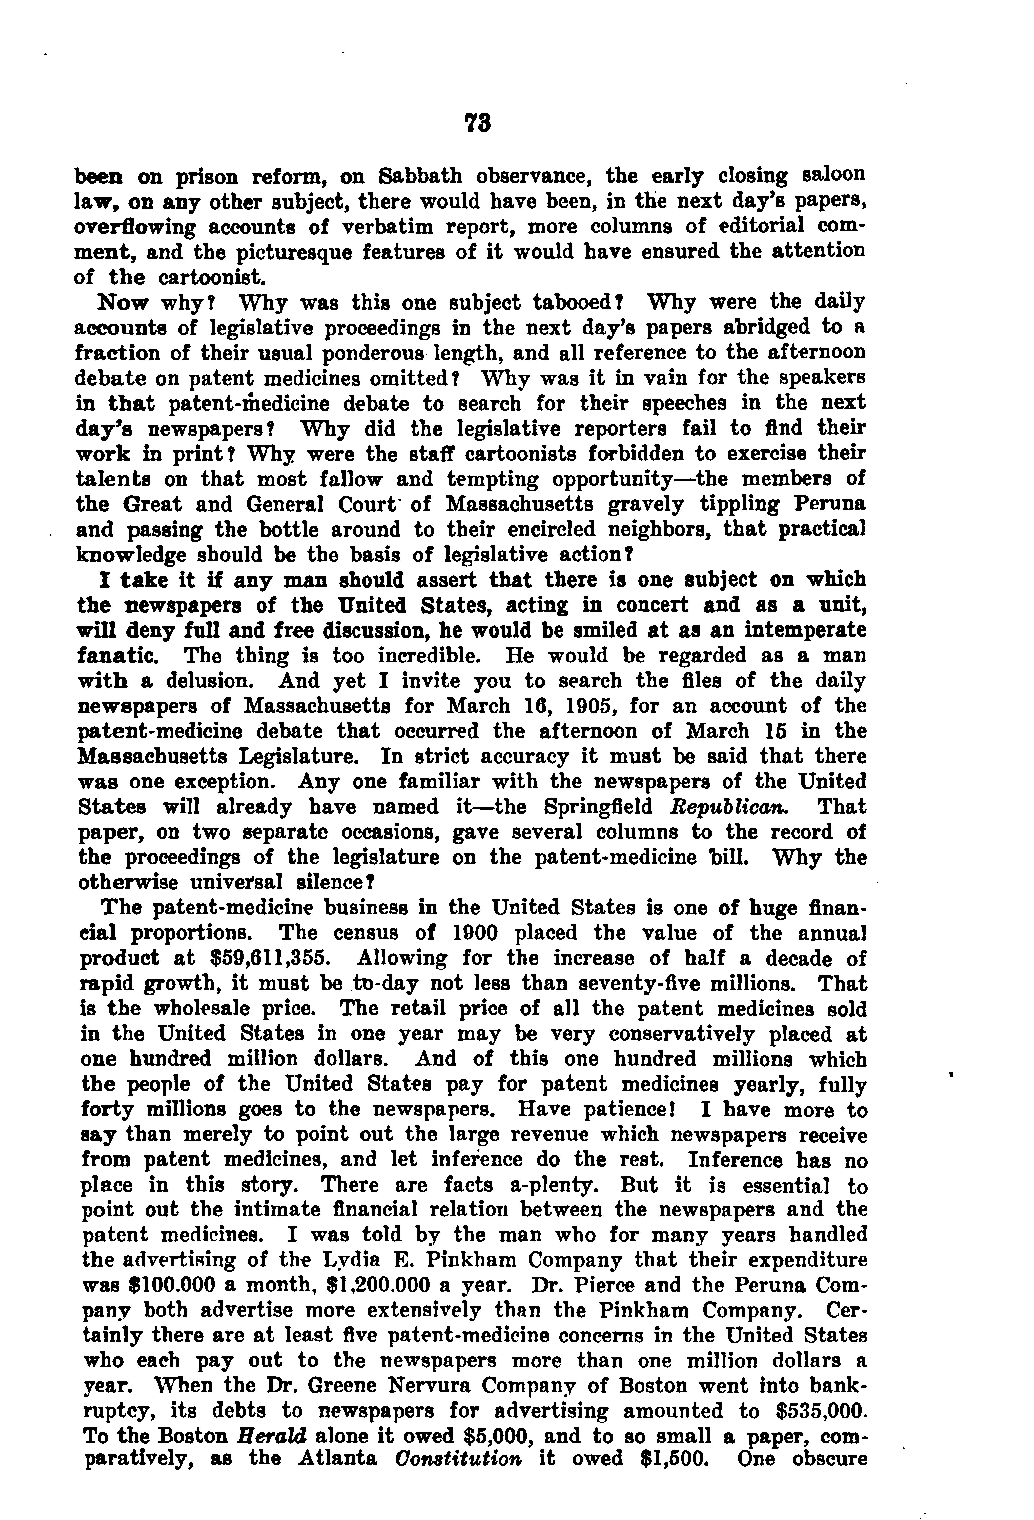 73
been on prison reform, on Sabbath observance, the early closing saloon
law, on any other subject, there would have been, in the next day's papers,
overflowing accounts of verbatim report, more columns of editorial com-
ment, and the picturesque features of it would have ensured the attention
of the cartoonist.
Now why? Why was this one subject tabooed? Why were the daily
accounts of legislative proceedings in the next day's papers abridged to a
fraction of their usual ponderous length, and all reference to the afternoon
debate on patent medicines omitted? Why was it in vain for the speakers
in that patent-medicine debate to search for their speeches in the next
day's newspapers? Why did the legislative reporters fail to find their
work in print? Why were the staff cartoonists forbidden to exercise their
talents on that most fallow and tempting opportunity—the members of
the Great and General Court of Massachusetts gravely tippling Peruna
and passing the bottle around to their encircled neighbors, that practical
knowledge should be the basis of legislative action?
I take it if any man should assert that there is one subject on which
the newspapers of the United States, acting in concert and as a unit,
will deny full and free discussion, he would be smiled at as an intemperate
fanatic. The thing is too incredible. He would be regarded as a man
with a delusion. And yet I invite you to search the files of the daily
newspapers of Massachusetts for March 16, 1905, for an account of the
patent-medicine debate that occurred the afternoon of March 15 in the
Massachusetts Legislature. In strict accuracy it must be said that there
was one exception. Any one familiar with the newspapers of the United
States will already have named it—the Springfield Republican. That
paper, on two separate occasions, gave several columns to the record of
the proceedings of the legislature on the patent-medicine bill. Why the
otherwise universal silence?
The patent-medicine business in the United States is one of huge finan-
cial proportions. The census of 1900 placed the value of the annual
product at $59,611,355. Allowing for the increase of half a decade of
rapid growth, it must be to-day not less than seventy-five millions. That
is the wholesale price. The retail price of all the patent medicines sold
in the United States in one year may be very conservatively placed at
one hundred million dollars. And of this one hundred millions which
the people of the United States pay for patent medicines yearly, fully
forty millions goes to the newspapers. Have patience! I have more to
say than merely to point out the large revenue which newspapers receive
from patent medicines, and let inference do the rest. Inference has no
place in this story. There are facts a-plenty. But it is essential to
point out the intimate financial relation between the newspapers and the
patent medicines. I was told by the man who for many years handled
the advertising of the Lydia E. Pinkham Company that their expenditure
was $100.000 a month, $1,200.000 a year. Dr. Pierce and the Peruna Com-
pany both advertise more extensively than the Pinkham Company. Cer-
tainly there are at least five patent-medicine concerns in the United States
who each pay out to the newspapers more than one million dollars a
year. When the Dr. Greene Nervura Company of Boston went into bank-
ruptcy, its debts to newspapers for advertising amounted to $535,000.
To the Boston Herald alone it owed $5,000, and to so small a paper, com-
paratively, as the Atlanta Constitution it owed $1,500. One obscure